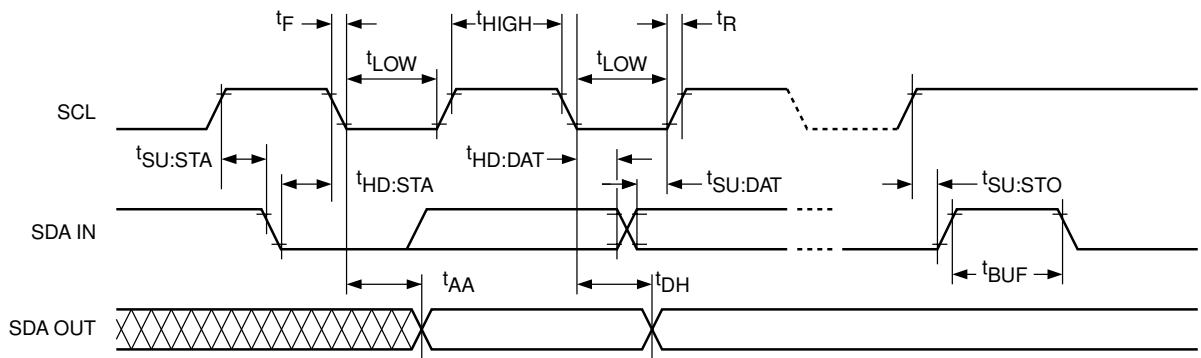 tF
tHIGH
tR
tLOW
tLOW
SCL
tSU:STA
tHD:DAT
tHD:STA
tSU:DAT
tSU:STO
SDA IN
tAA
tDH
tBUF
SDA OUT